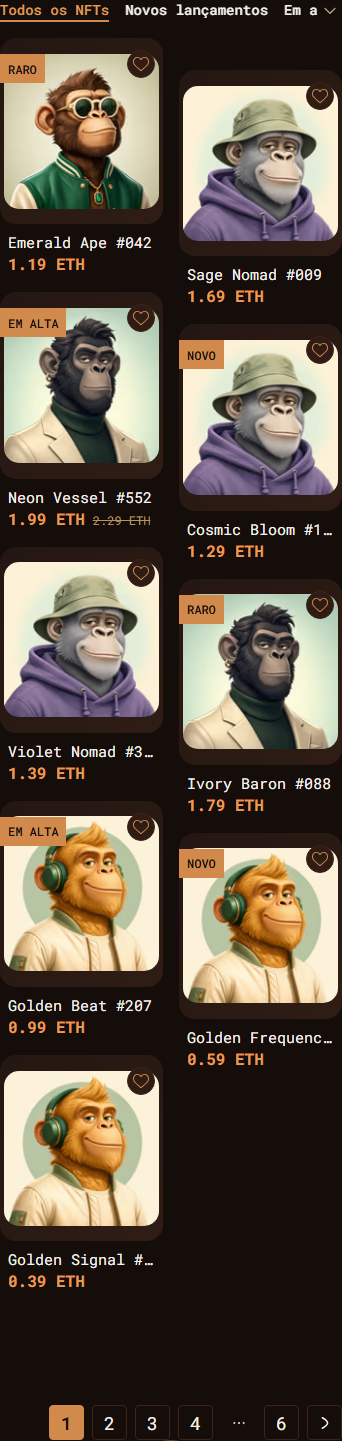 Todos os NFTs Novos lançamentos Em a
RARO
Emerald Ape #042
1.19 ETH
Sage Nomad #009
1.69 ETH
EM ALTA
Neon Vessel #552
1.99 ETH 2.29 ETH
NOVO
Cosmic Bloom #1…
1.29 ETH
Violet Nomad #3…
1.39 ETH
RARO
Ivory Baron #088
1.79 ETH
EM ALTA
Golden Beat #207
0.99 ETH
NOVO
Golden Frequenc…
0.59 ETH
Golden Signal #…
0.39 ETH
1 2 3 4 … 6